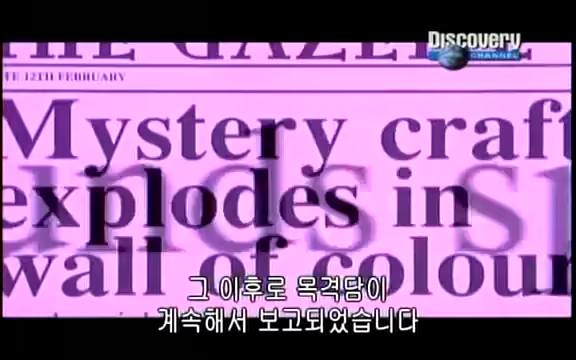 Discovery
CHANNEL
THE GAZETTE
TE 12TH FEBRUARY
Mystery craft
explodes in
wall of colour
그 이후로 목격담이
계속해서 보고되었습니다